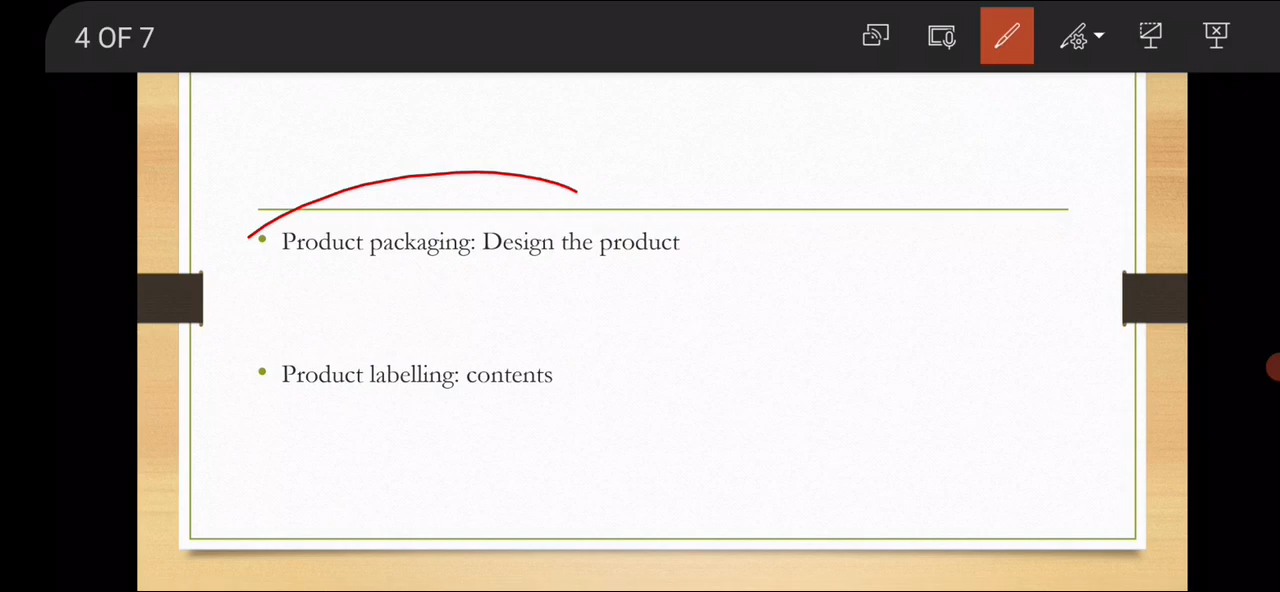 4 OF 7
• Product packaging: Design the product
• Product labelling: contents